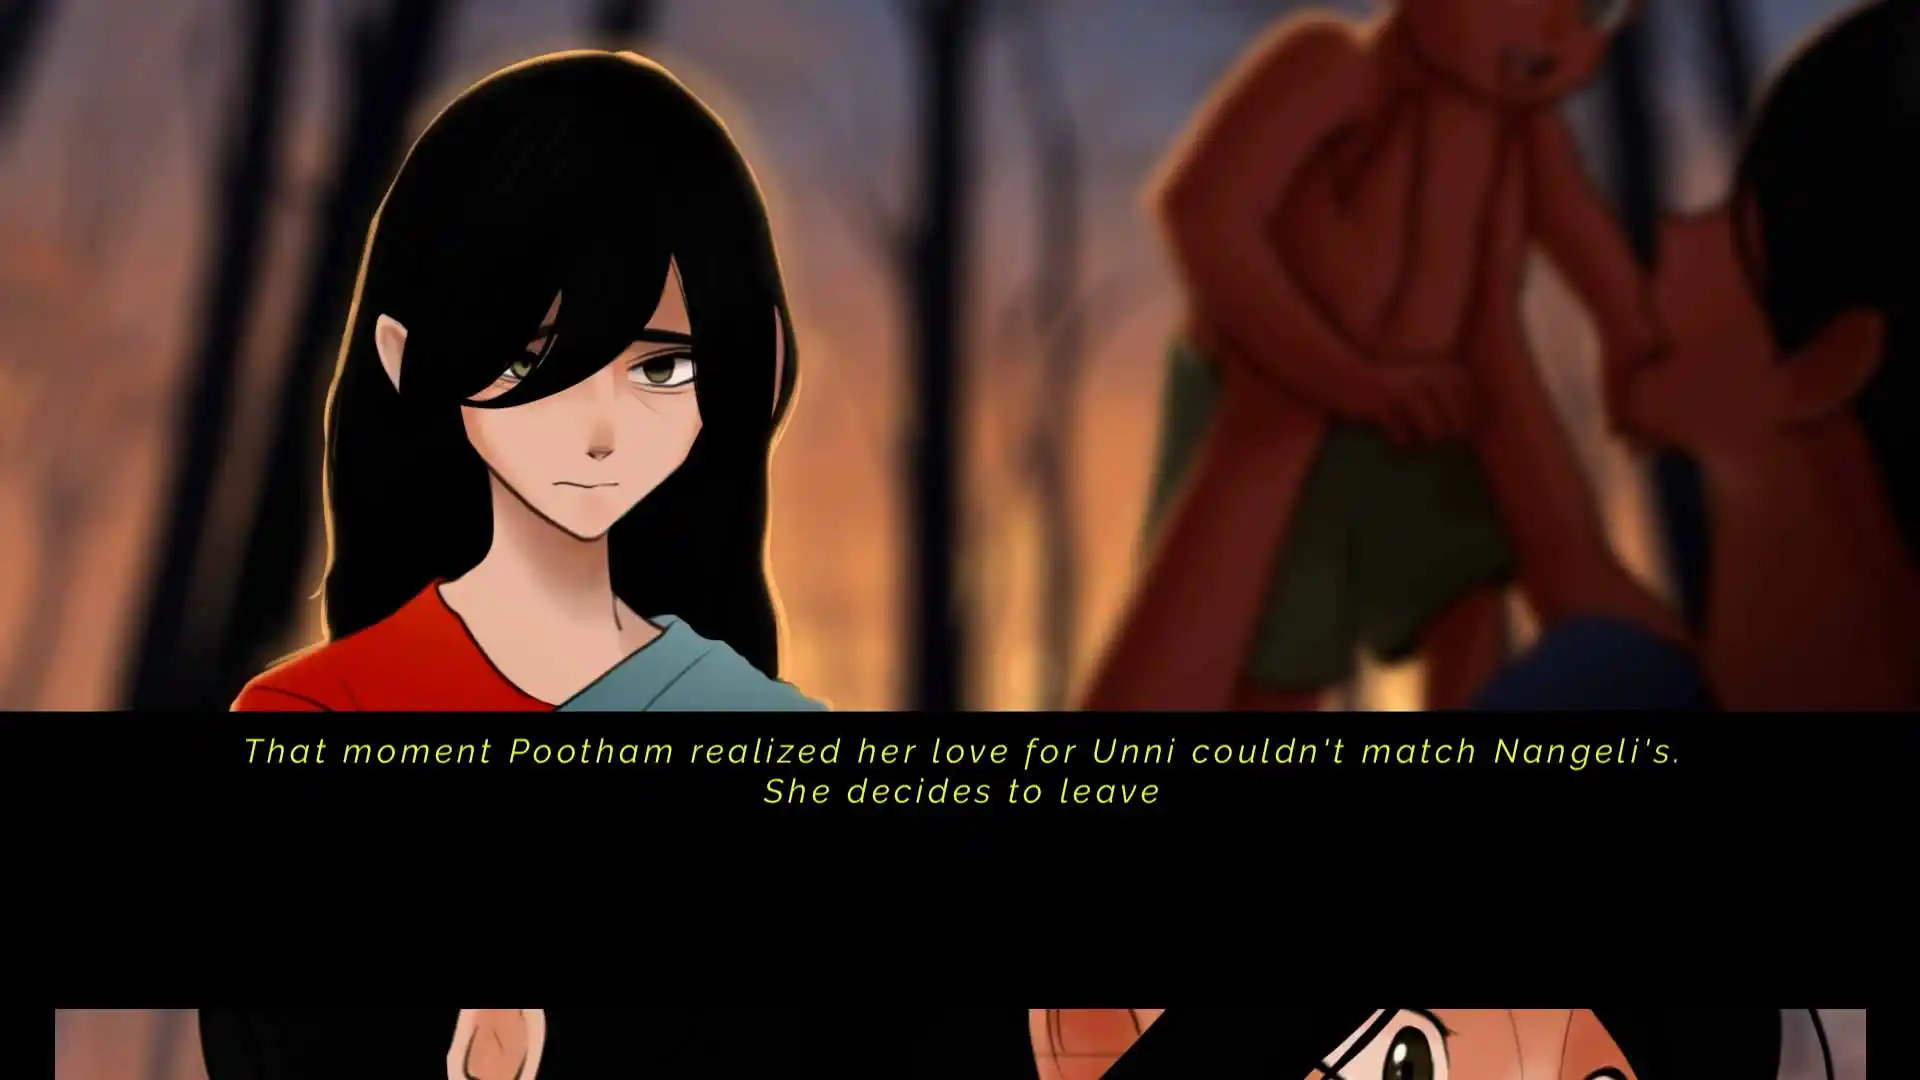 That moment Pootham realized her love for Unni couldn't match Nangeli's.
She decides to leave